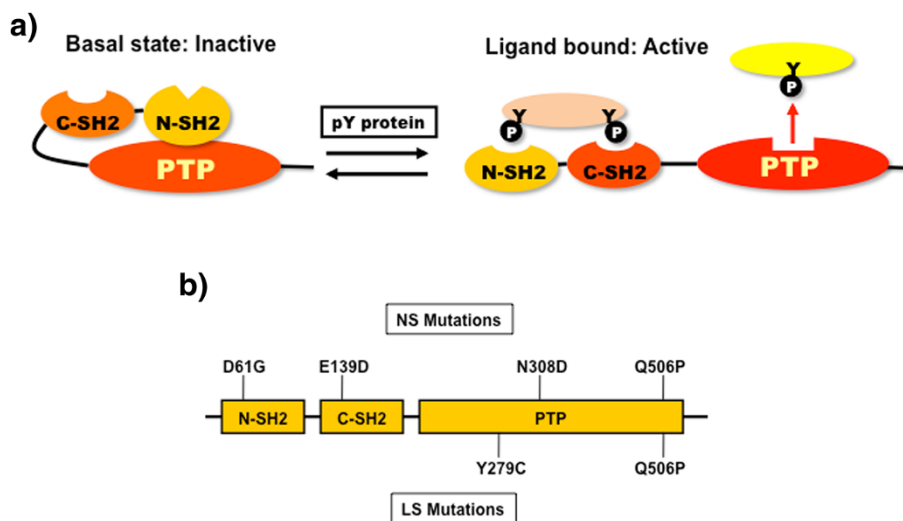 a)
Basal state: Inactive
Ligand bound: Active
C-SH2
N-SH2
PTP
pY protein
Y
P
Y
P
N-SH2
C-SH2
PTP
Y
P
b)
NS Mutations
D61G
E139D
N308D
Q506P
N-SH2
C-SH2
PTP
Y279C
Q506P
LS Mutations